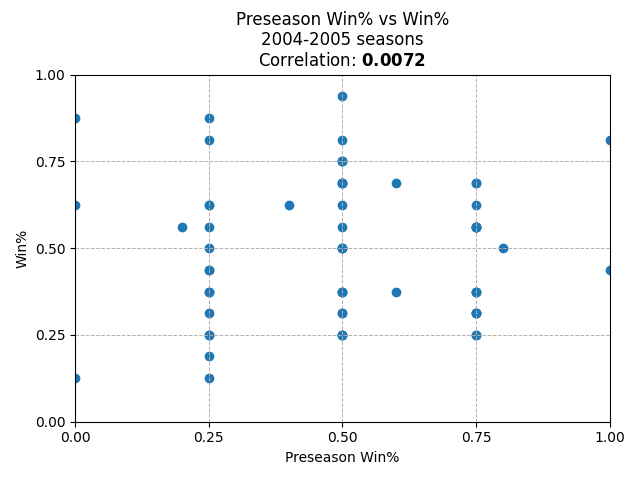 Preseason Win% vs Win%
2004-2005 seasons
Correlation: 0.0072
1.00
0.75
0.50
0.25
0.00
Win%
0.00 0.25 0.50 0.75 1.00
Preseason Win%